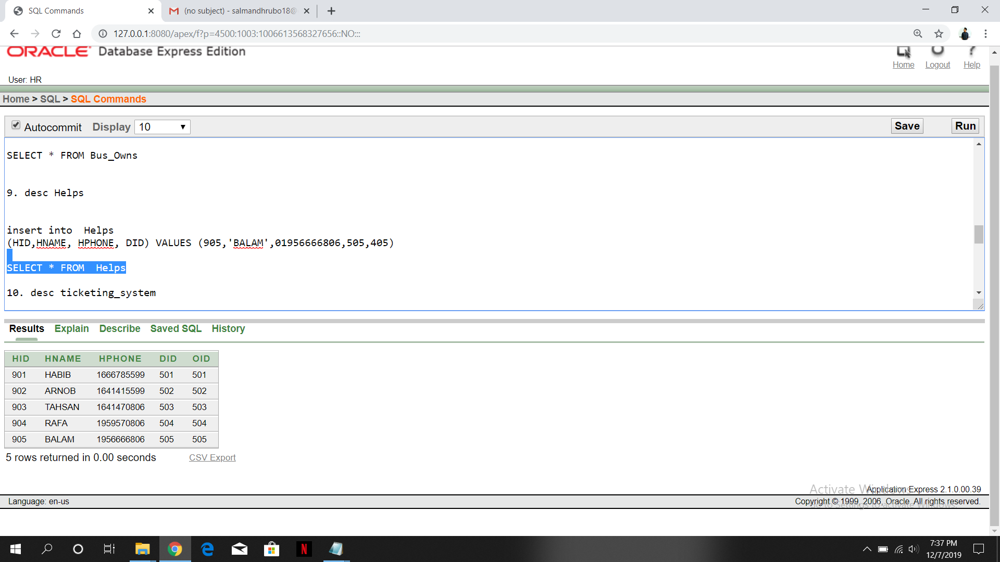 SQL Commands
(no subject) - salmandhrubo18@
127.0.0.1:8080/apex/f?p=4500:1003:1006613568327656::NO:::
ORACLE Database Express Edition
Home Logout Help
User: HR
Home > SQL > SQL Commands
Autocommit Display 10 Save Run
SELECT * FROM Bus_Owns
9. desc Helps
insert into  Helps
(HID,HNAME, HPHONE, DID) VALUES (905,'BALAM',01956666806,505,405)
SELECT * FROM  Helps
10. desc ticketing_system
Results Explain Describe Saved SQL History
HID HNAME HPHONE DID OID
901 HABIB 1666785599 501 501
902 ARNOB 1641415599 502 502
903 TAHSAN 1641470806 503 503
904 RAFA 1959570806 504 504
905 BALAM 1956666806 505 505
5 rows returned in 0.00 seconds CSV Export
Activate Windows
Application Express 2.1.0.00.39
Language: en-us
Copyright © 1999, 2006, Oracle. All rights reserved.
Go to Settings to activate Windows.
7:37 PM
12/7/2019